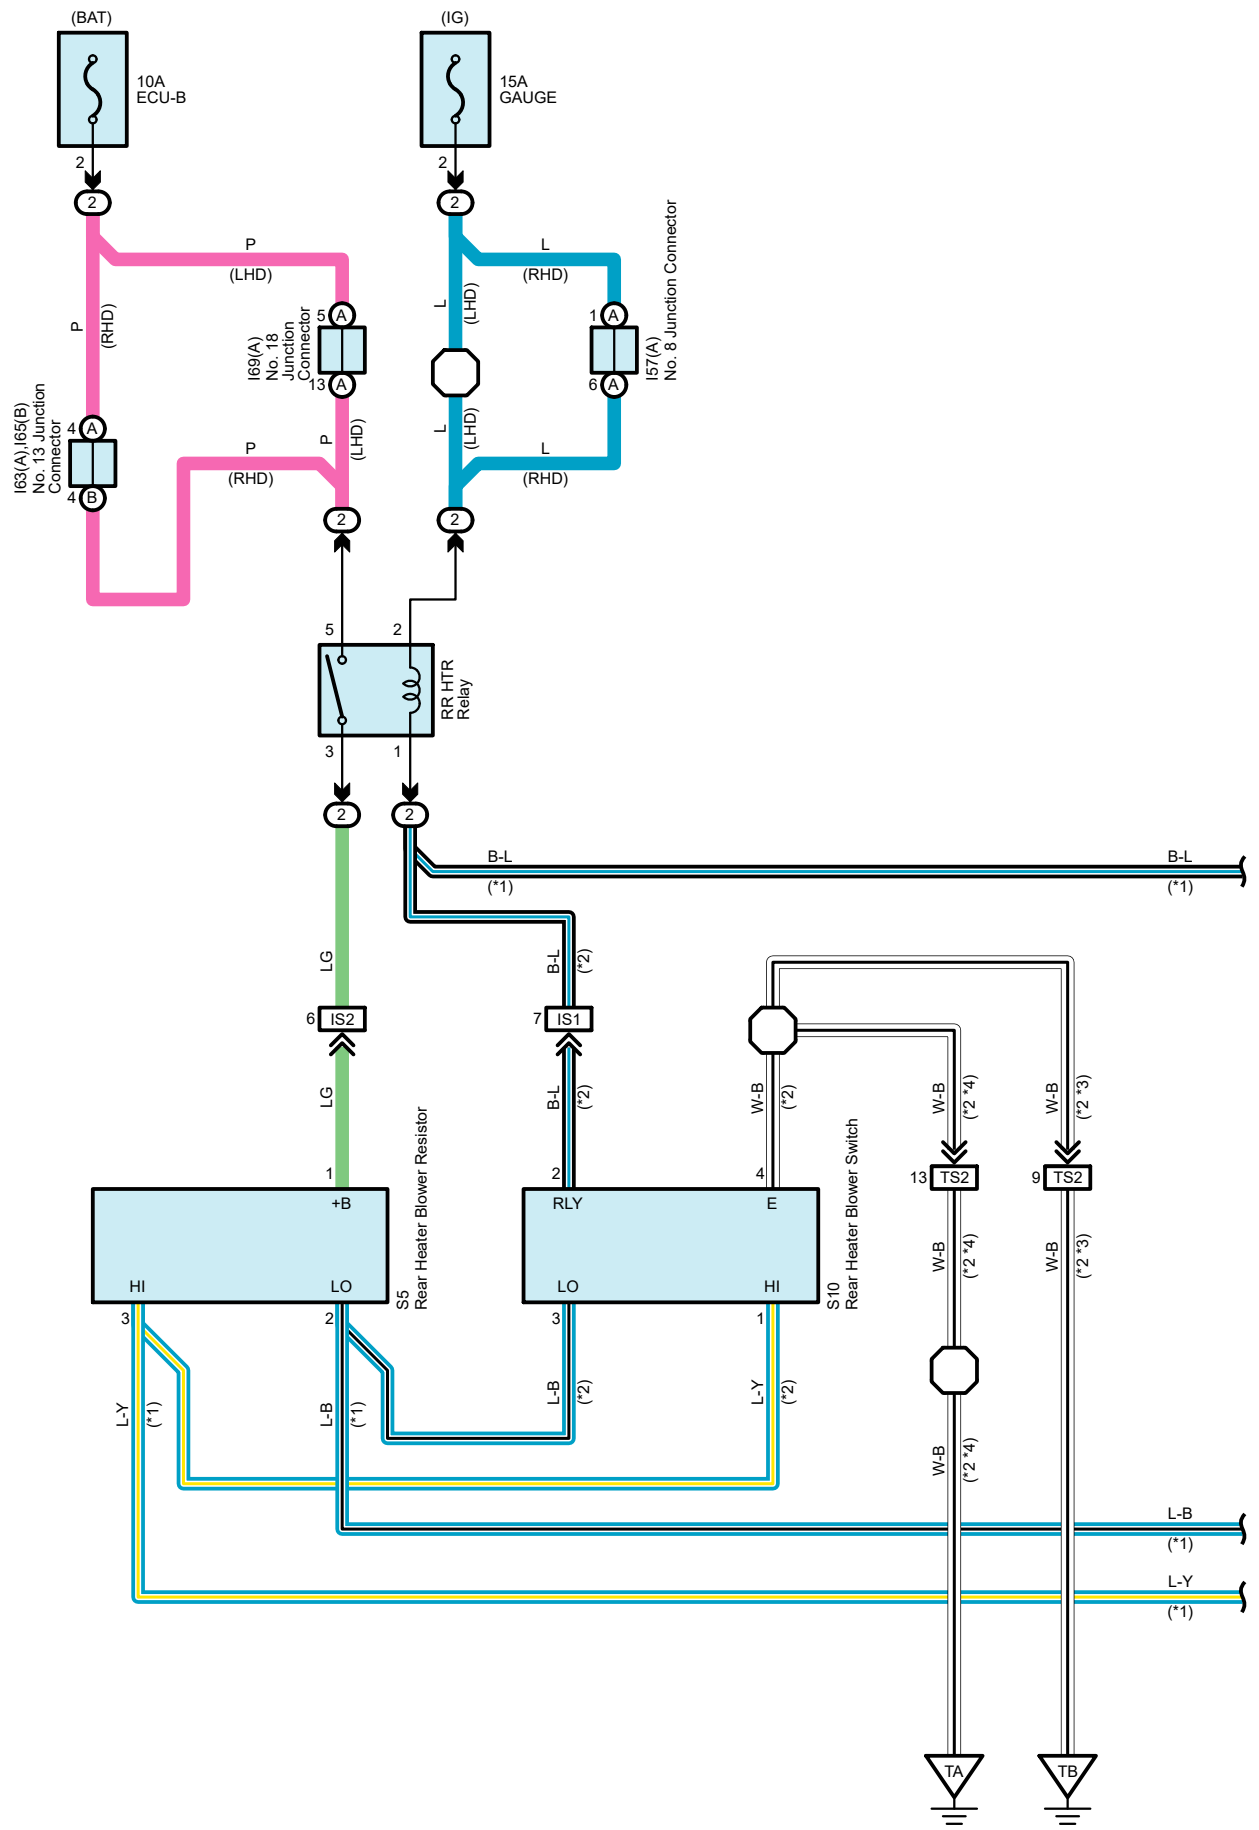 (BAT)
(IG)
10A
ECU-B
15A
GAUGE
2
2
2
2
P
(LHD)
L
(RHD)
P
(RHD)
L
(LHD)
5
A
I69(A)
No. 18
Junction
Connector
13
A
1
A
I57(A)
No. 8 Junction Connector
6
A
I63(A),I65(B)
No. 13 Junction
Connector
4
A
4
B
P
(LHD)
L
(LHD)
P
(RHD)
L
(RHD)
2
2
5
2
RR HTR
Relay
3
1
2
2
B-L
(*1)
B-L
(*1)
LG
B-L
(*2)
6
IS2
7
IS1
LG
B-L
(*2)
W-B
(*2)
W-B
(*2 *4)
W-B
(*2 *3)
13
TS2
9
TS2
1
+B
HI
LO
S5
Rear Heater Blower Resistor
2
RLY
4
E
LO
HI
S10
Rear Heater Blower Switch
W-B
(*2 *4)
W-B
(*2 *3)
3
2
3
1
L-Y
(*1)
L-B
(*1)
L-B
(*2)
L-Y
(*2)
W-B
(*2 *4)
L-B
(*1)
L-Y
(*1)
TA
TB